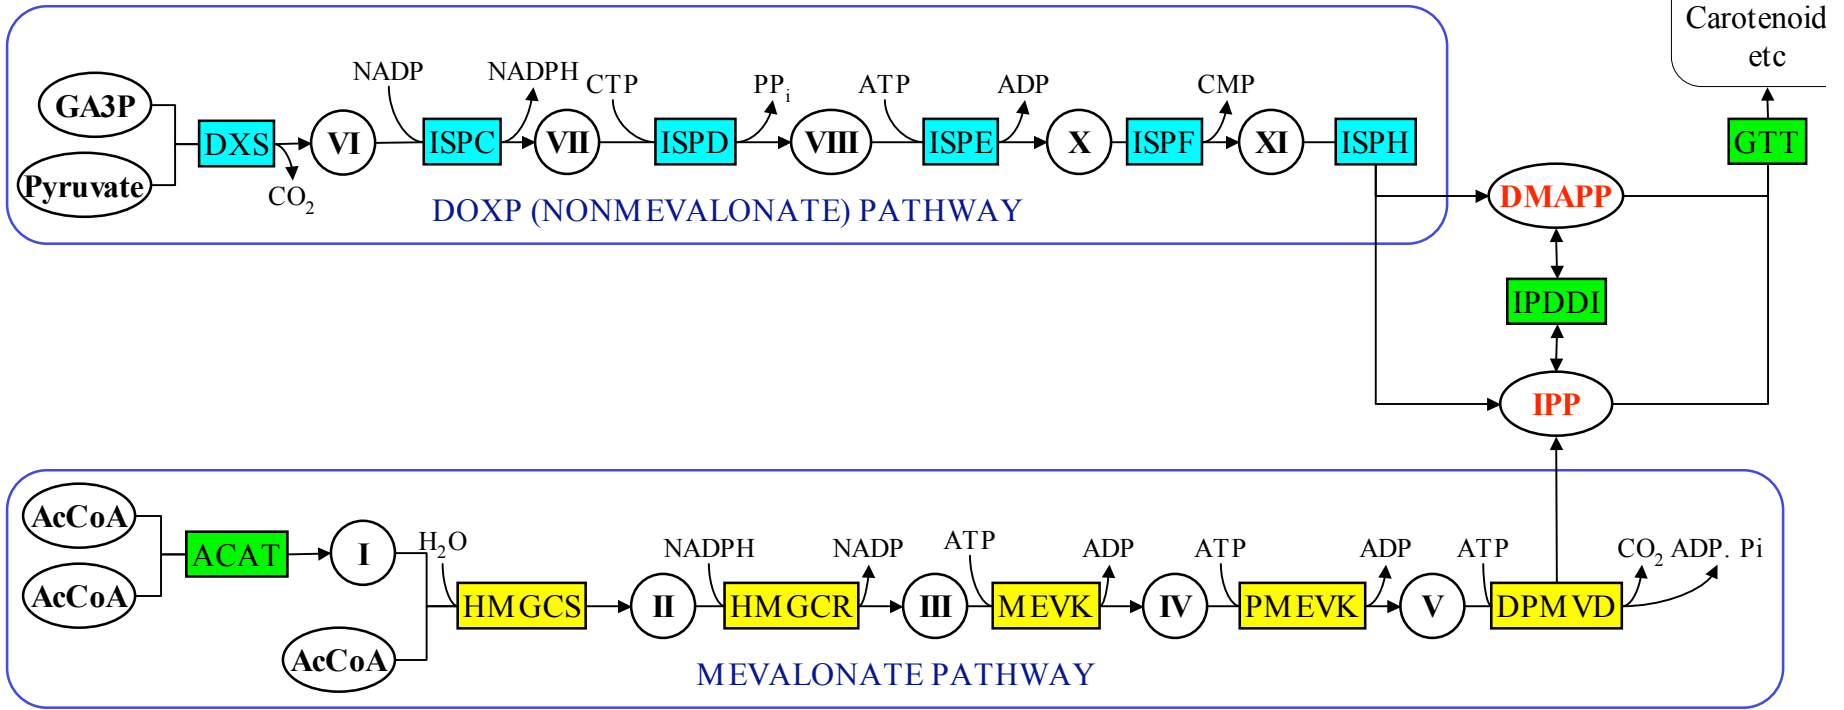 Carotenoid
etc
NADP
NADPH
CTP
PPi
ATP
ADP
CMP
GA3P
Pyruvate
DXS
CO2
VI
ISPC
VII
ISPD
VIII
ISPE
X
ISPF
XI
ISPH
GTT
DOXP (NONMEVALONATE) PATHWAY
DMAPP
IPDDI
IPP
AcCoA
AcCoA
ACAT
I
H2O
AcCoA
HMGCS
II
NADPH
HMGCR
NADP
III
ATP
MEVK
ADP
IV
ATP
PMEVK
ADP
V
ATP
DPMVD
CO2 ADP. Pi
MEVALONATE PATHWAY